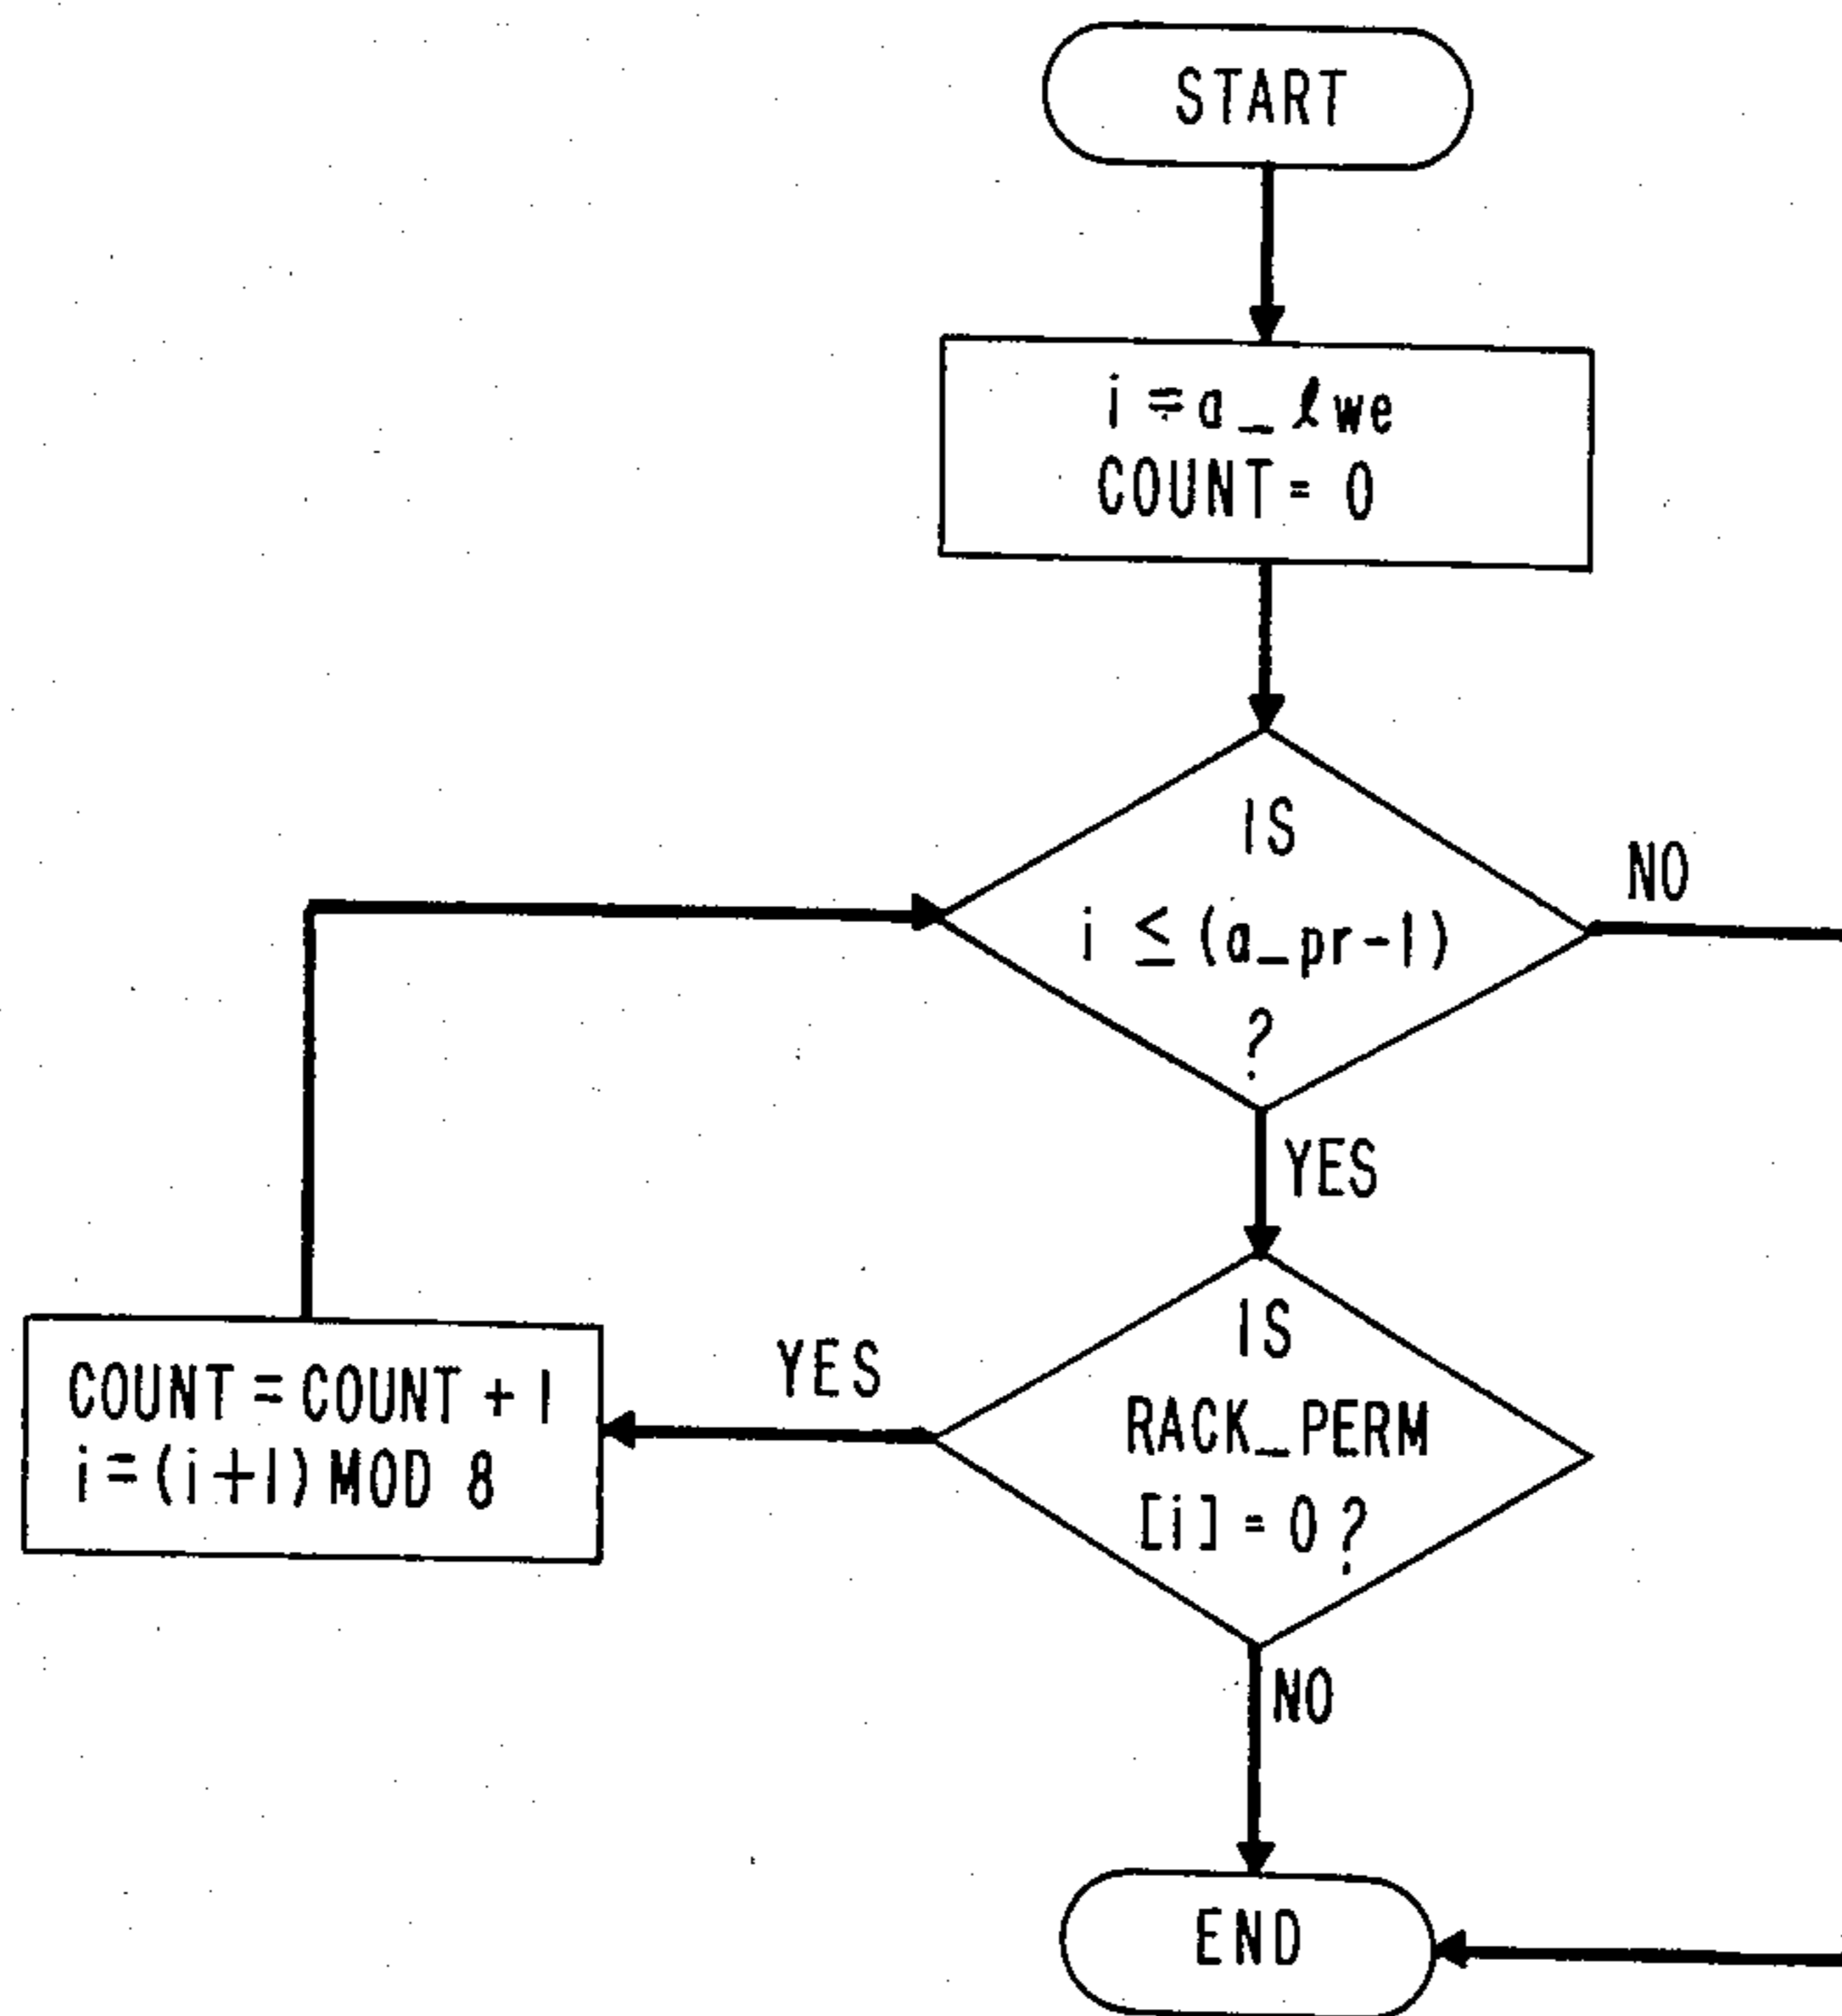 START
i = a_ℓwe
COUNT = 0
IS
i ≤ (a_pr-1)
?
NO
YES
IS
RACK_PERM
[i] = 0 ?
YES
COUNT = COUNT + 1
i = (i+1) MOD 8
NO
END